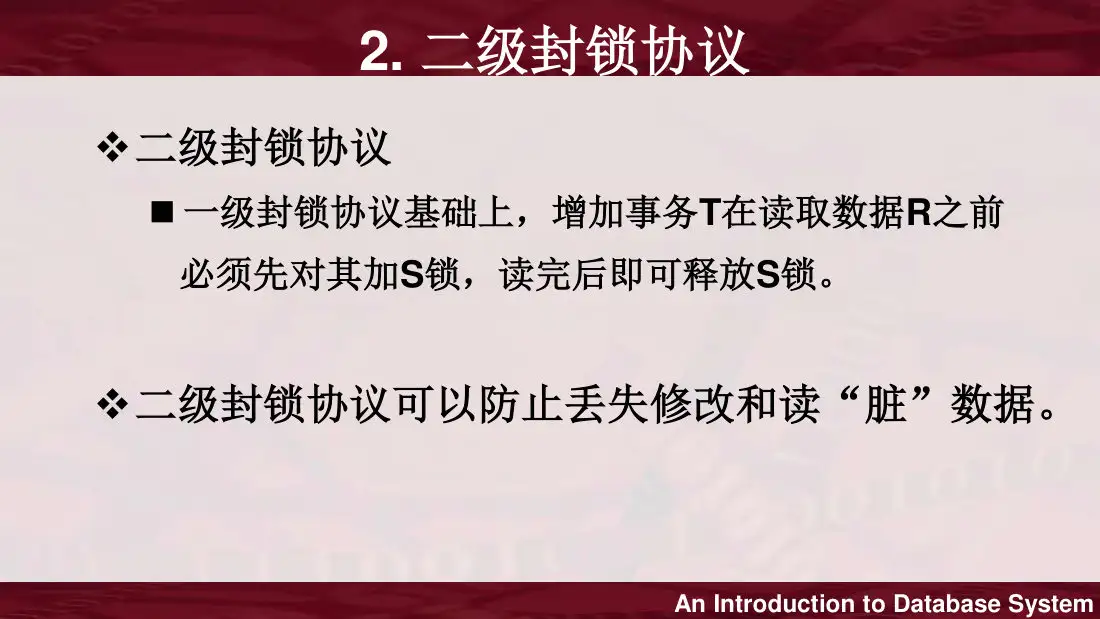 2. 二级封锁协议
❖二级封锁协议
■ 一级封锁协议基础上，增加事务T在读取数据R之前
必须先对其加S锁，读完后即可释放S锁。
❖二级封锁协议可以防止丢失修改和读“脏”数据。
An Introduction to Database System